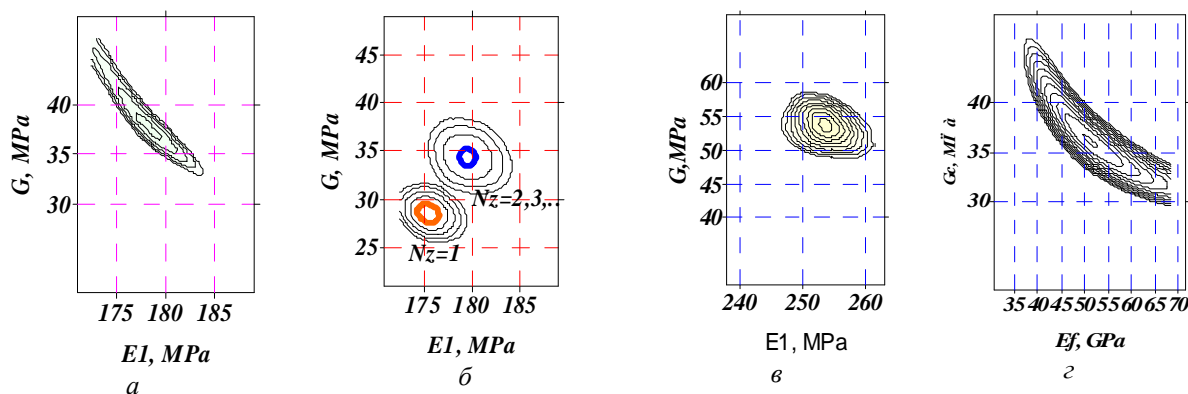 G, MPa
40
35
30
175 180 185
E1, MPa
а
G, MPa
45
40
35
30
25
Nz=2,3,..
Nz=1
175 180 185
E1, MPa
б
G,MPa
60
55
50
45
40
240 250 260
E1, MPa
в
Gc, МЇ à
40
35
30
35 40 45 50 55 60 65 70
Ef, GPa
г